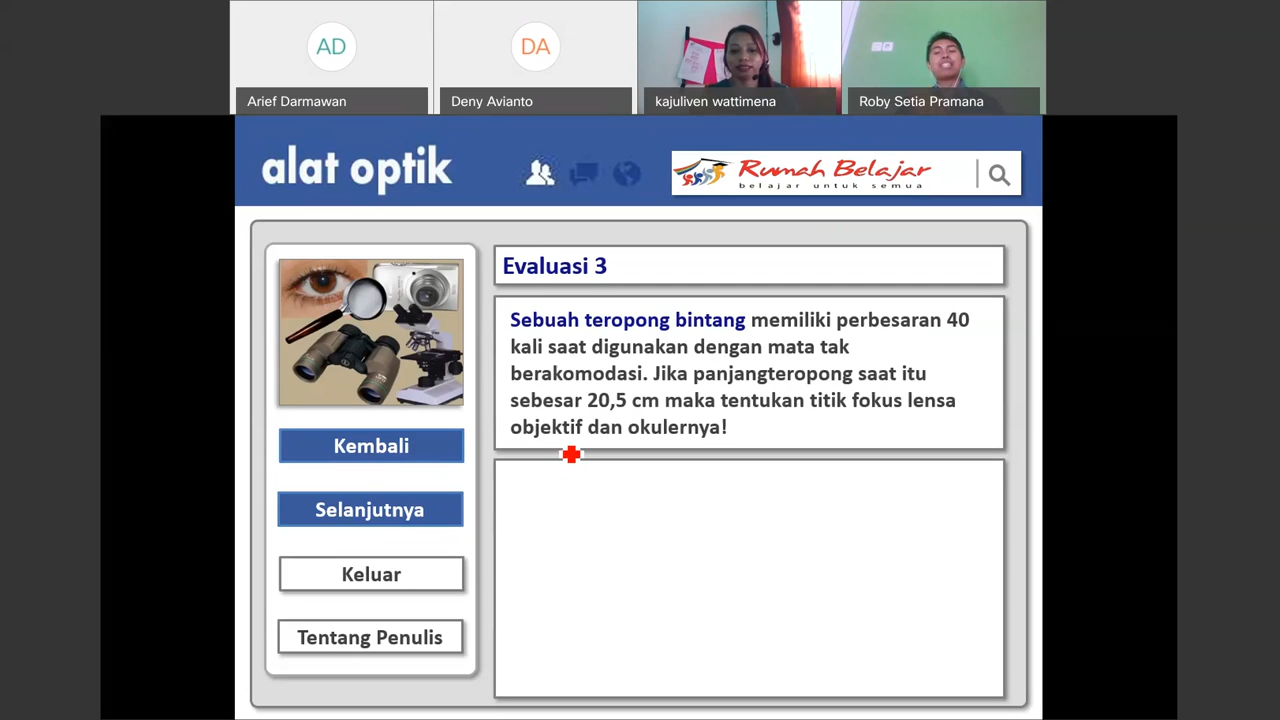 AD
DA
Arief Darmawan
Deny Avianto
kajuliven wattimena
Roby Setia Pramana
alat optik
Rumah Belajar
belajar untuk semua
Evaluasi 3
Sebuah teropong bintang memiliki perbesaran 40
kali saat digunakan dengan mata tak
berakomodasi. Jika panjangteropong saat itu
sebesar 20,5 cm maka tentukan titik fokus lensa
objektif dan okulernya!
Kembali
Selanjutnya
Keluar
Tentang Penulis